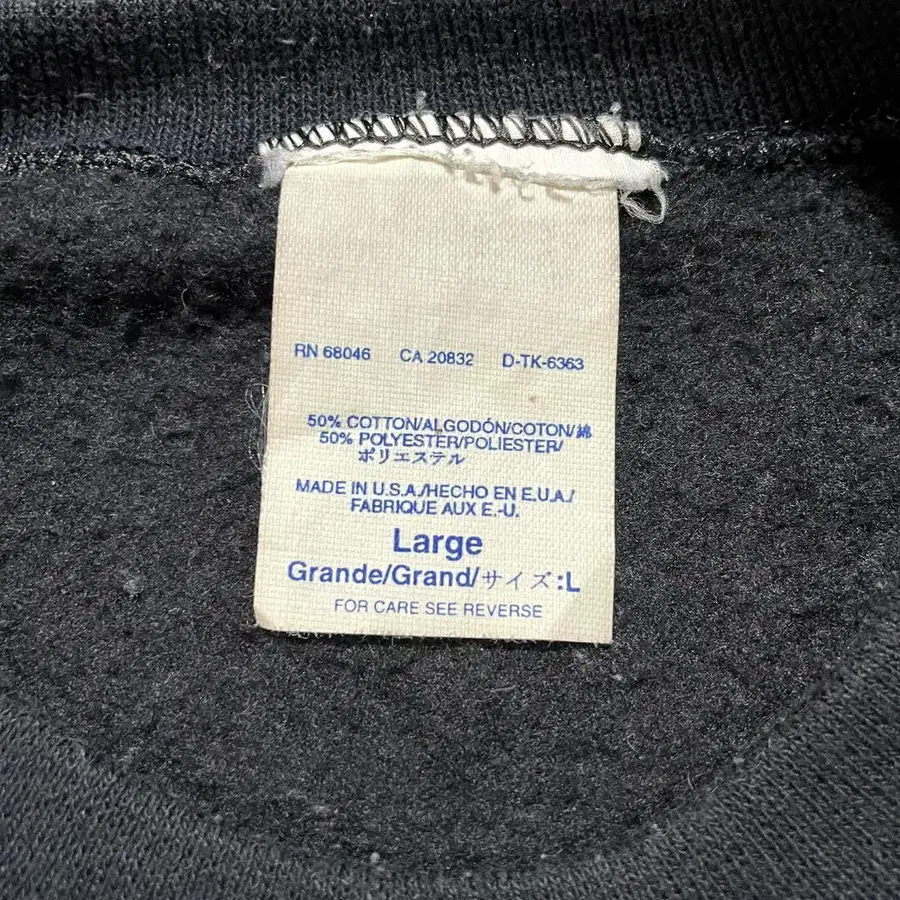 RN 68046 CA 20832 D-TK-6363
50% COTTON/ALGODÓN/COTON/綿
50% POLYESTER/POLIESTER/
ポリエステル
MADE IN U.S.A./HECHO EN E.U.A./
FABRIQUE AUX E.-U.
Large
Grande/Grand/サイズ:L
FOR CARE SEE REVERSE